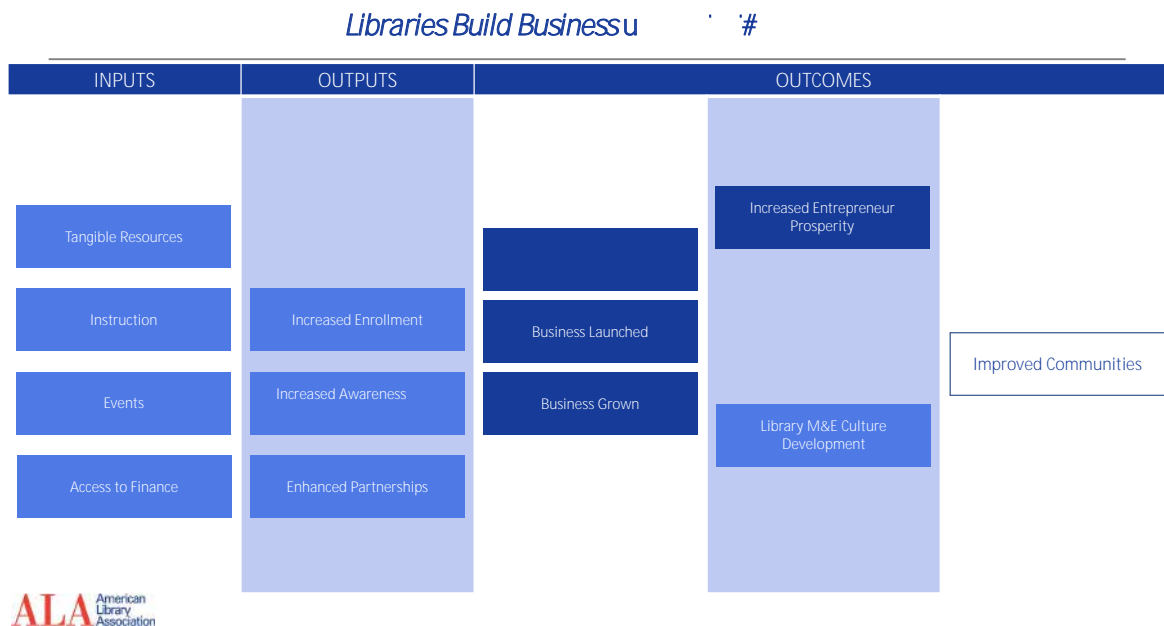 Libraries Build Business u #
INPUTS
OUTPUTS
OUTCOMES
Tangible Resources
Instruction
Events
Access to Finance
Increased Enrollment
Increased Awareness
Enhanced Partnerships
Business Launched
Business Grown
Increased Entrepreneur
Prosperity
Library M&E Culture
Development
Improved Communities
ALA American
Library
Association